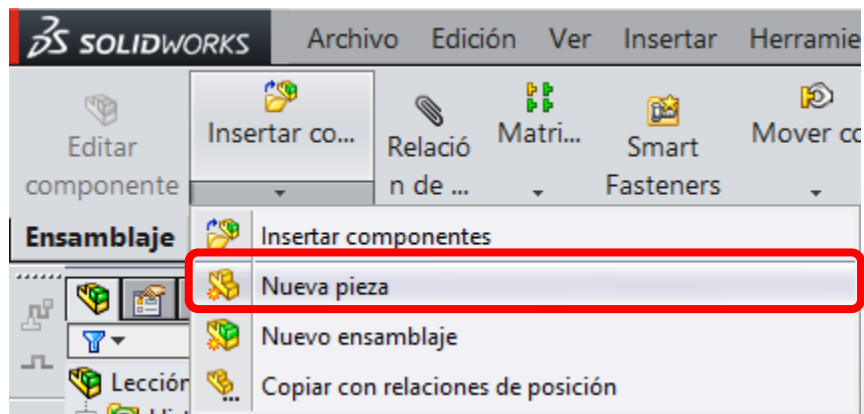 SOLIDWORKS Archivo Edición Ver Insertar Herramie
Editar
componente
Insertar co...
Relació
n de ...
Matri...
Smart
Fasteners
Mover co
Ensamblaje
Insertar componentes
Nueva pieza
Nuevo ensamblaje
Lección
Copiar con relaciones de posición